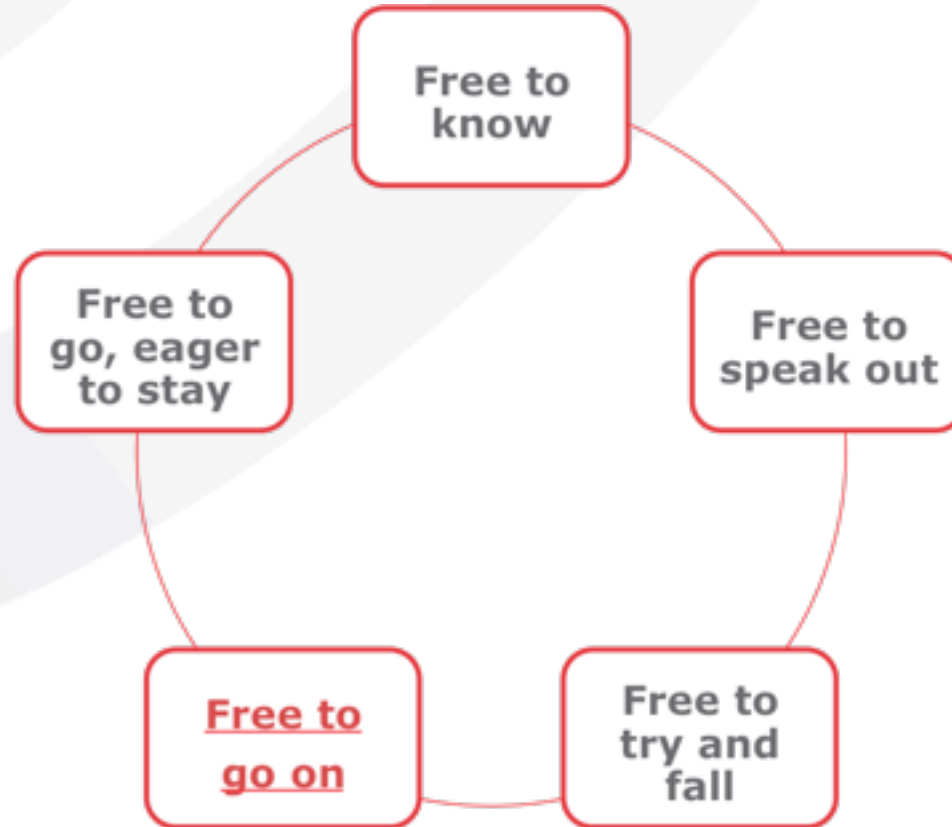 Free to
know
Free to
speak out
Free to
try and
fall
Free to
go on
Free to
go, eager
to stay